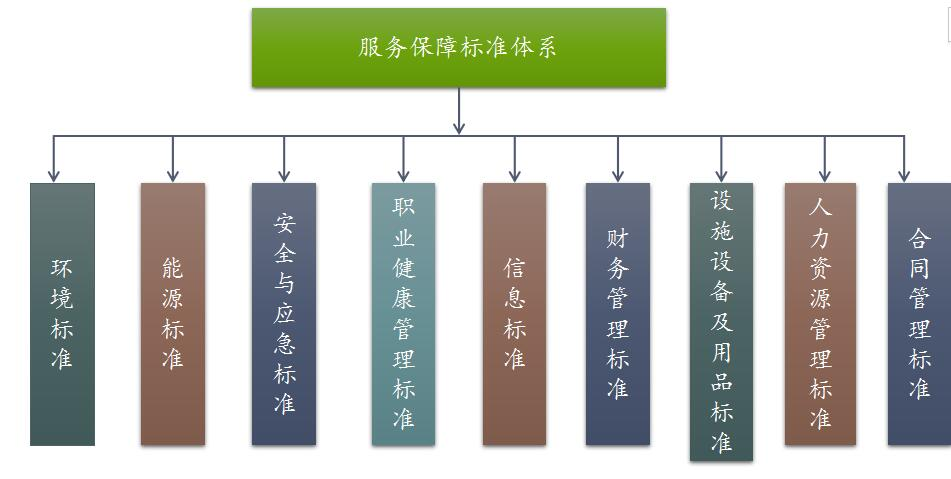 服务保障标准体系
环境标准
能源标准
安全与应急标准
职业健康管理标准
信息标准
财务管理标准
设施设备及用品标准
人力资源管理标准
合同管理标准